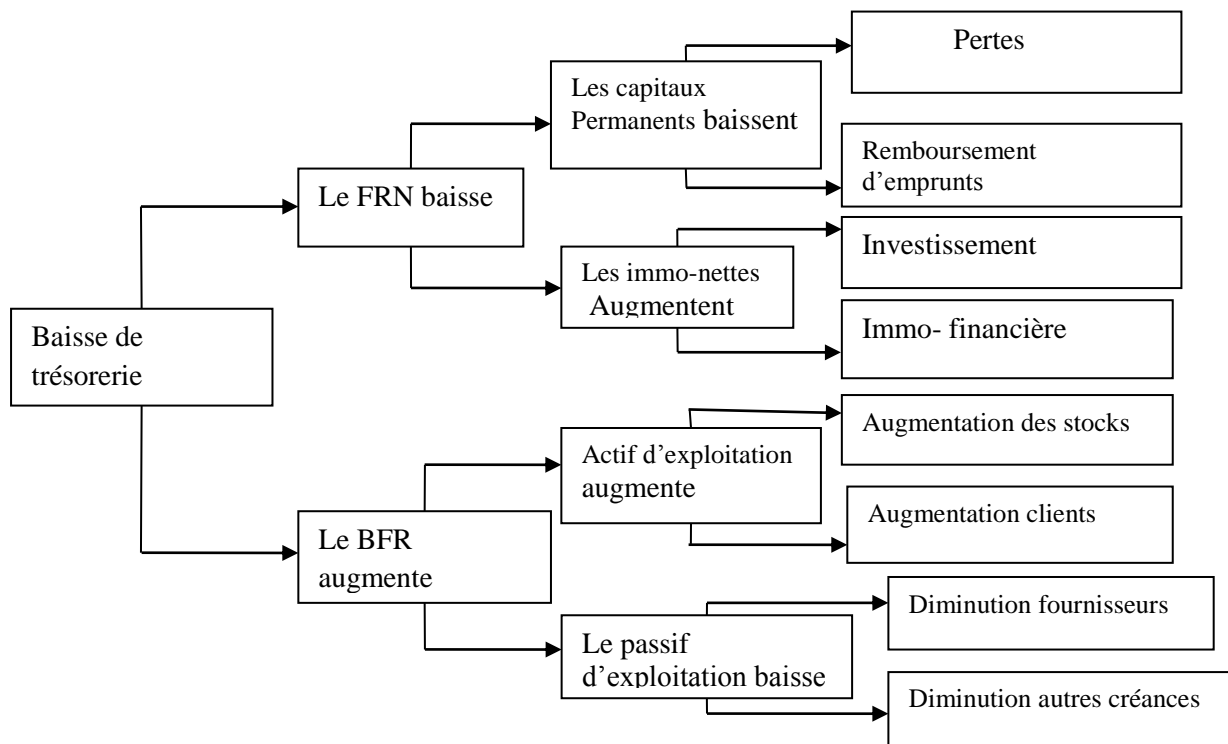 Pertes
Les capitaux
Permanents baissent
Remboursement
d’emprunts
Le FRN baisse
Investissement
Les immo-nettes
Augmentent
Immo- financière
Baisse de
trésorerie
Augmentation des stocks
Actif d’exploitation
augmente
Augmentation clients
Le BFR
augmente
Diminution fournisseurs
Le passif
d’exploitation baisse
Diminution autres créances